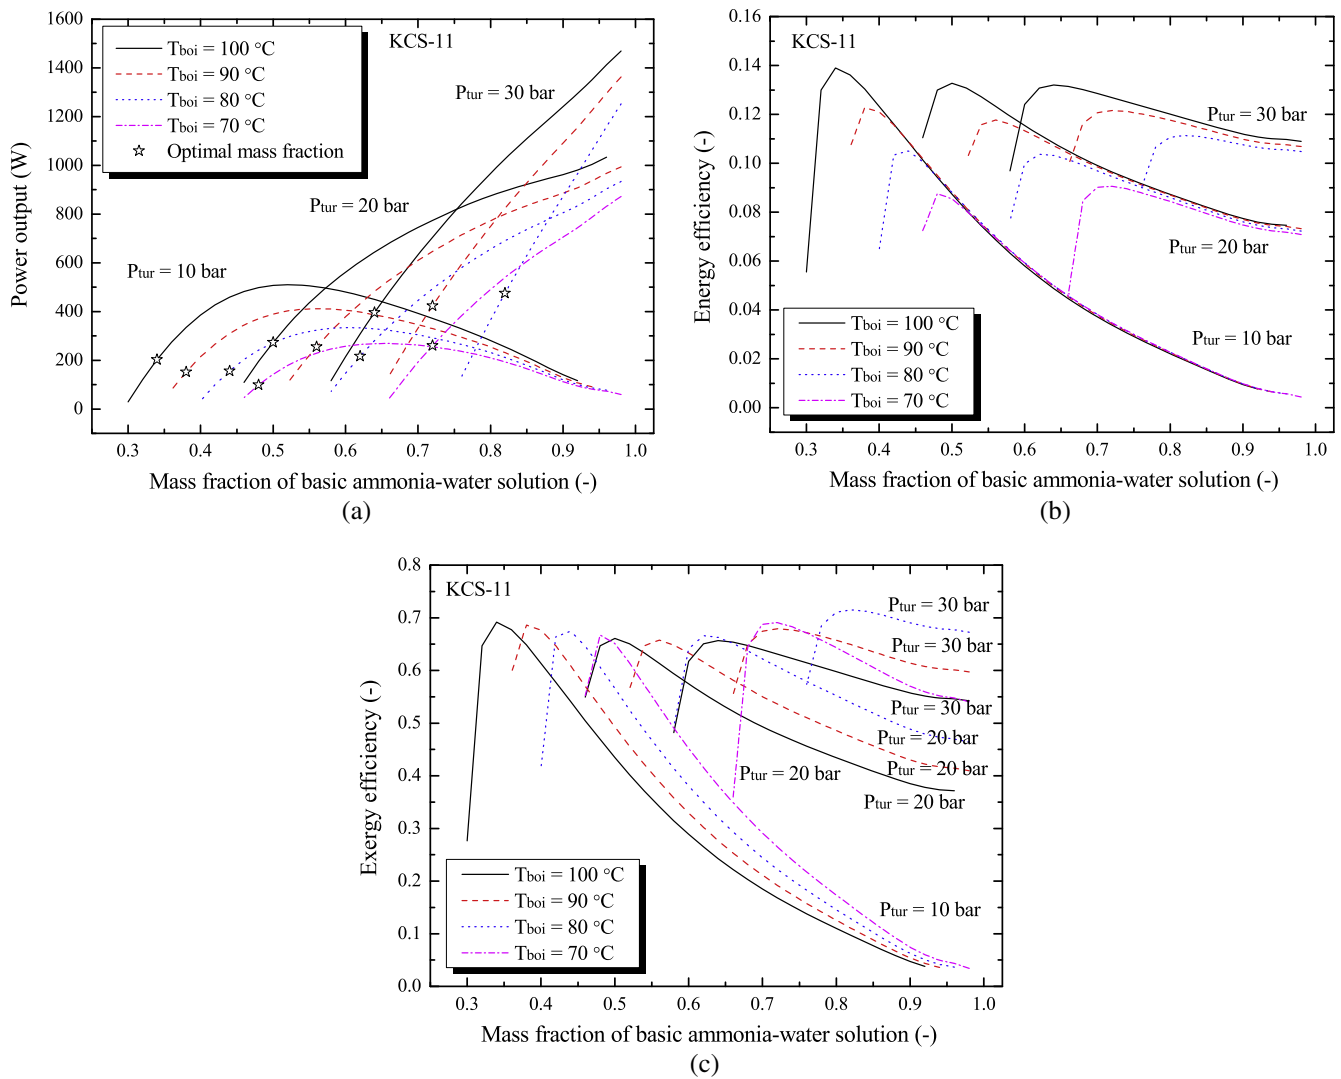 1600
1400
1200
1000
800
600
400
200
0
Power output (W)
Tboi = 100 °C
Tboi = 90 °C
Tboi = 80 °C
Tboi = 70 °C
Optimal mass fraction
KCS-11
Ptur = 30 bar
Ptur = 20 bar
Ptur = 10 bar
0.3 0.4 0.5 0.6 0.7 0.8 0.9 1.0
Mass fraction of basic ammonia-water solution (-)
(a)
0.16
0.14
0.12
0.10
0.08
0.06
0.04
0.02
0.00
Energy efficiency (-)
KCS-11
Ptur = 30 bar
Ptur = 20 bar
Ptur = 10 bar
Tboi = 100 °C
Tboi = 90 °C
Tboi = 80 °C
Tboi = 70 °C
0.3 0.4 0.5 0.6 0.7 0.8 0.9 1.0
Mass fraction of basic ammonia-water solution (-)
(b)
0.8
0.7
0.6
0.5
0.4
0.3
0.2
0.1
0.0
Exergy efficiency (-)
KCS-11
Ptur = 30 bar
Ptur = 30 bar
Ptur = 30 bar
Ptur = 20 bar
Ptur = 20 bar
Ptur = 20 bar
Ptur = 20 bar
Ptur = 10 bar
Tboi = 100 °C
Tboi = 90 °C
Tboi = 80 °C
Tboi = 70 °C
0.3 0.4 0.5 0.6 0.7 0.8 0.9 1.0
Mass fraction of basic ammonia-water solution (-)
(c)